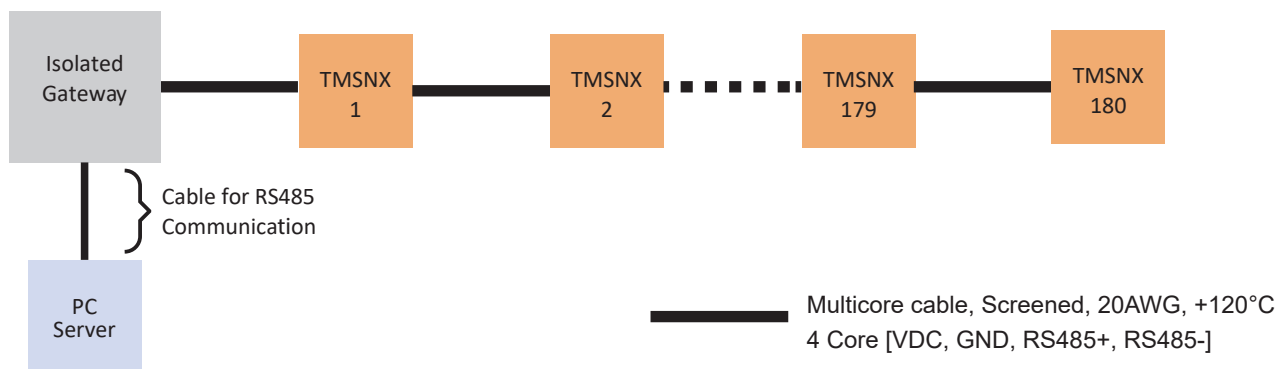 Isolated
Gateway
TMSNX
1
TMSNX
2
TMSNX
179
TMSNX
180
Cable for RS485
Communication
PC
Server
Multicore cable, Screened, 20AWG, +120°C
4 Core [VDC, GND, RS485+, RS485-]